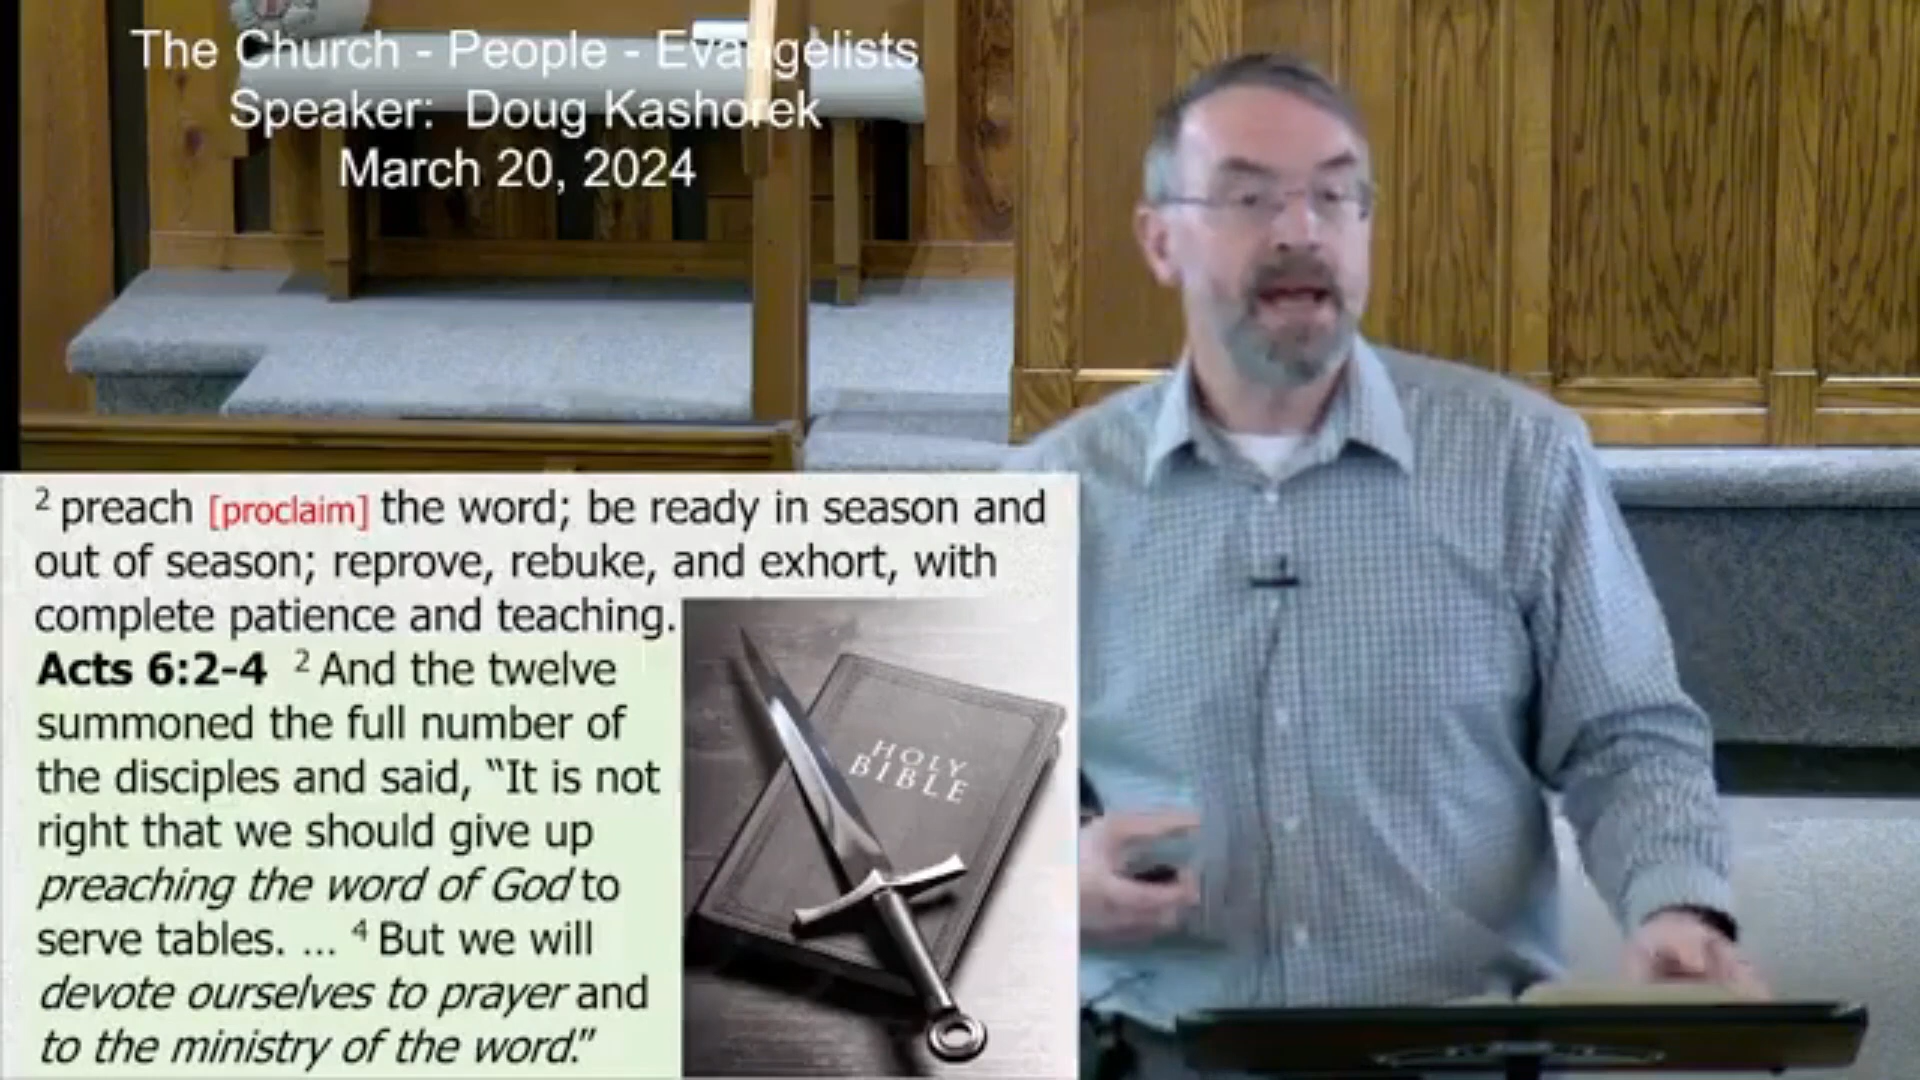 The Church - People - Evangelists
Speaker: Doug Kashorek
March 20, 2024
2 preach [proclaim] the word; be ready in season and
out of season; reprove, rebuke, and exhort, with
complete patience and teaching.
Acts 6:2-4 2 And the twelve
summoned the full number of
the disciples and said, “It is not
right that we should give up
preaching the word of God to
serve tables. ... 4 But we will
devote ourselves to prayer and
to the ministry of the word.”
HOLY
BIBLE